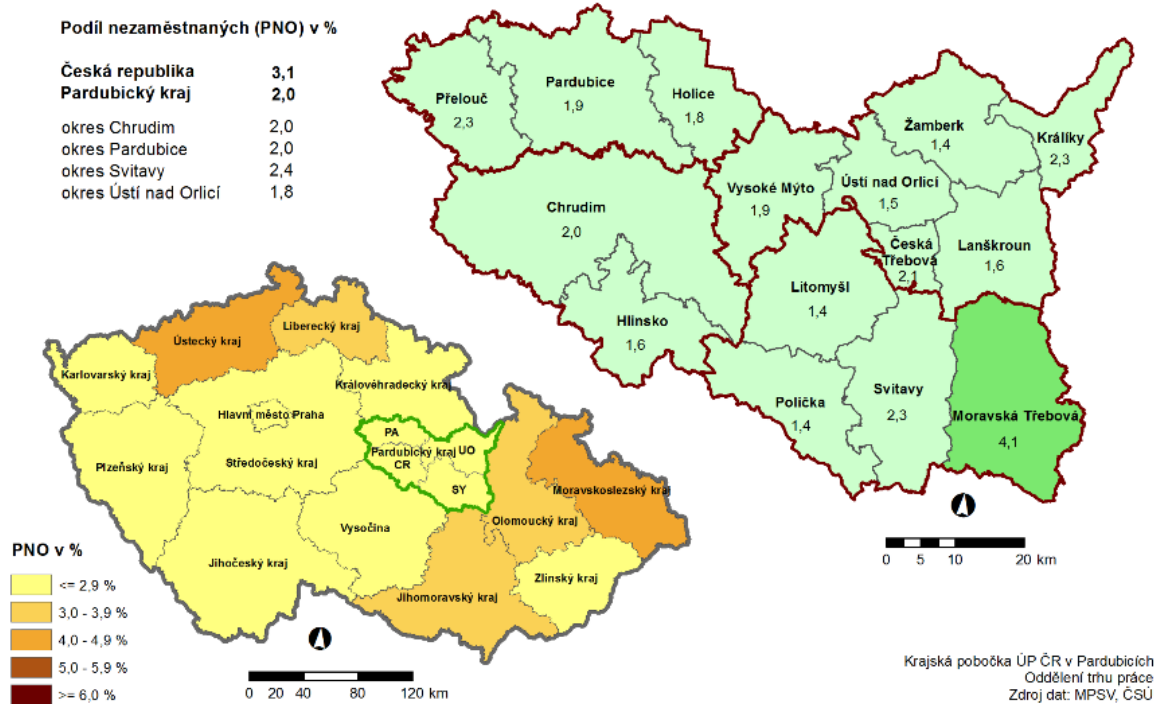 Podíl nezaměstnaných (PNO) v %
Česká republika 3,1
Pardubický kraj 2,0
okres Chrudim 2,0
okres Pardubice 2,0
okres Svitavy 2,4
okres Ústí nad Orlicí 1,8
Přelouč
2,3
Pardubice
1,9
Holice
1,8
Žamberk
1,4
Králíky
2,3
Vysoké Mýto
1,9
Ústí nad Orlicí
1,5
Chrudim
2,0
Česká
Třebová
2,1
Lanškroun
1,6
Litomyšl
1,4
Hlinsko
1,6
Polička
1,4
Svitavy
2,3
Moravská Třebová
4,1
0 5 10 20 km
Ústecký kraj
Liberecký kraj
Karlovarský kraj
Královéhradecký kraj
Hlavní město Praha
PA
Pardubický kraj
UO
CR
SY
Plzeňský kraj
Středočeský kraj
Moravskoslezský kraj
Vysočina
Olomoucký kraj
Jihočeský kraj
Zlínský kraj
Jihomoravský kraj
PNO v %
<= 2,9 %
3,0 - 3,9 %
4,0 - 4,9 %
5,0 - 5,9 %
>= 6,0 %
0 20 40 80 120 km
Krajská pobočka ÚP ČR v Pardubicích
Oddělení trhu práce
Zdroj dat: MPSV, ČSÚ